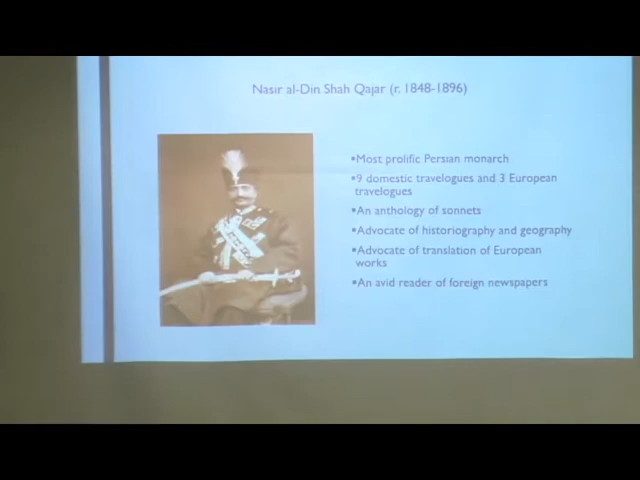 Nasir al-Din Shah Qajar (r. 1848-1896)
▪Most prolific Persian monarch
▪9 domestic travelogues and 3 European
travelogues
▪An anthology of sonnets
▪Advocate of historiography and geography
▪Advocate of translation of European
works
▪An avid reader of foreign newspapers